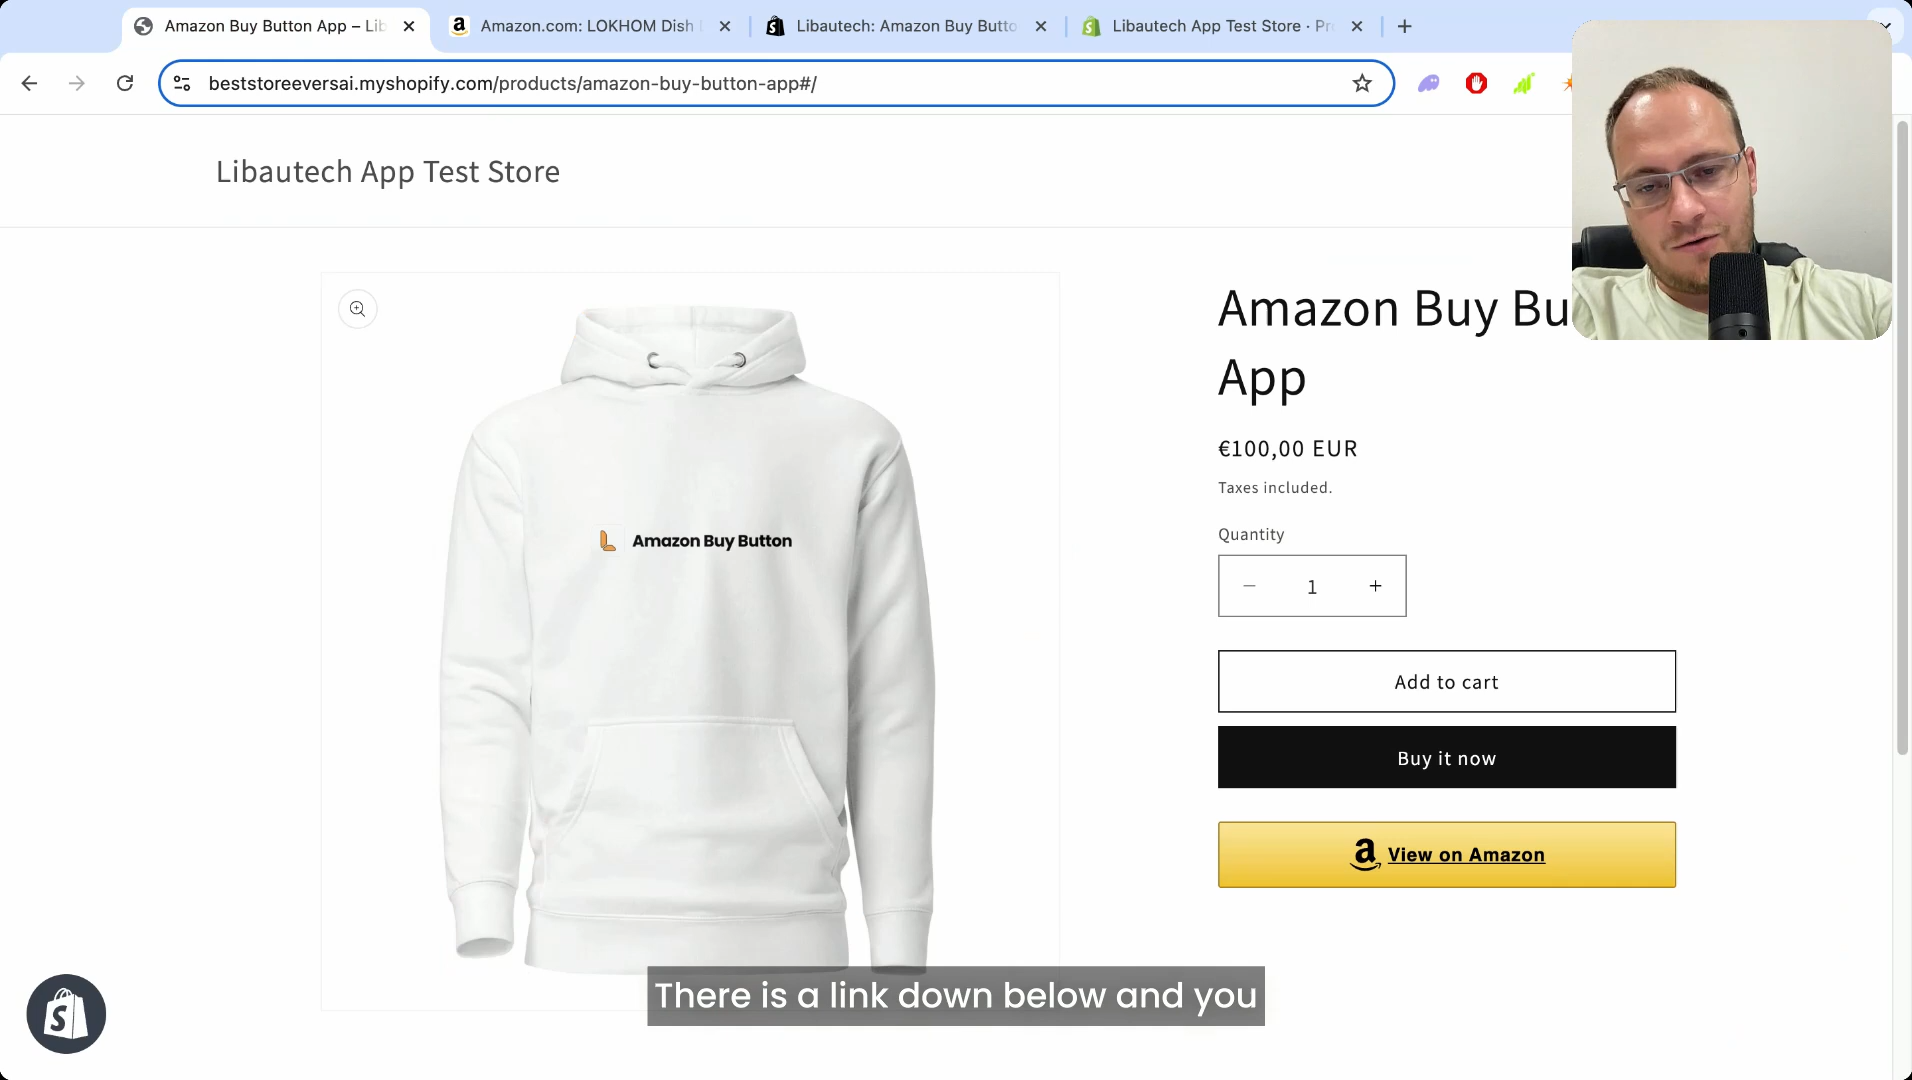 Amazon Buy Button App – Lib
Amazon.com: LOKHOM Dish
Libautech: Amazon Buy Butto
Libautech App Test Store · Pr
beststoreeversai.myshopify.com/products/amazon-buy-button-app#/
Libautech App Test Store
Amazon Buy Bu
App
€100,00 EUR
Taxes included.
Quantity
1
Amazon Buy Button
Add to cart
Buy it now
View on Amazon
There is a link down below and you